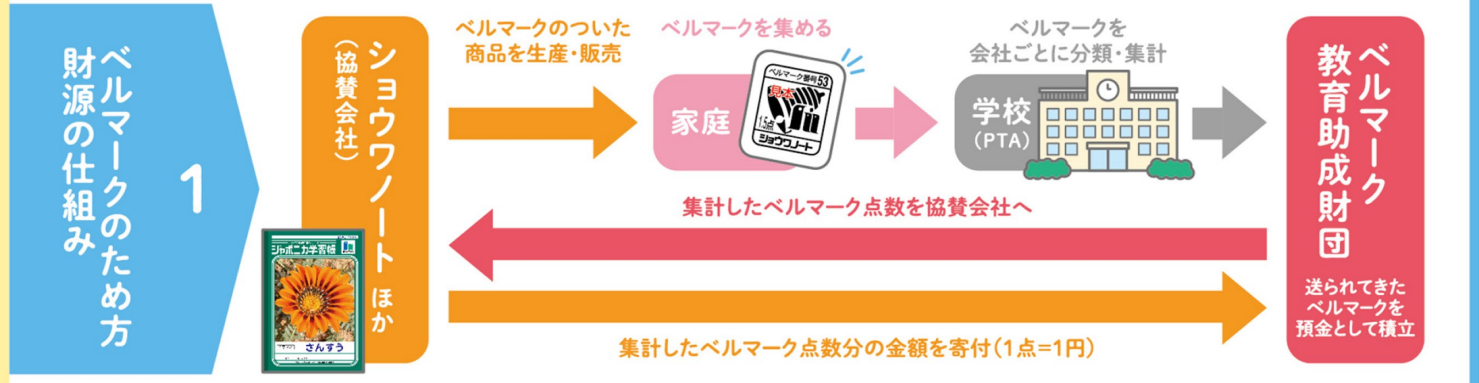 ベルマークのため方
財源の仕組み
1
ショウワノート ほか
(協賛会社)
ジャポニカ学習帳
さんすう
ベルマークのついた
商品を生産・販売
ベルマークを集める
家庭
ベルマーク番号53
見本
1.5点
ショウワノート
ベルマークを
会社ごとに分類・集計
学校
(PTA)
集計したベルマーク点数を協賛会社へ
集計したベルマーク点数分の金額を寄付(1点=1円)
ベルマーク
教育助成財団
送られてきた
ベルマークを
預金として積立